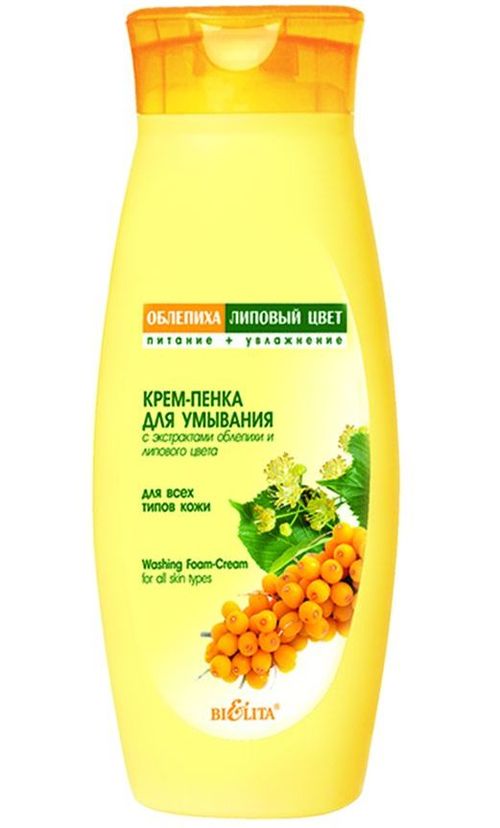 ОБЛЕПИХА ЛИПОВЫЙ ЦВЕТ
питание + увлажнение
КРЕМ-ПЕНКА
ДЛЯ УМЫВАНИЯ
с экстрактами облепихи и
липового цвета
для всех
типов кожи
Washing Foam-Cream
for all skin types
BIELITA®